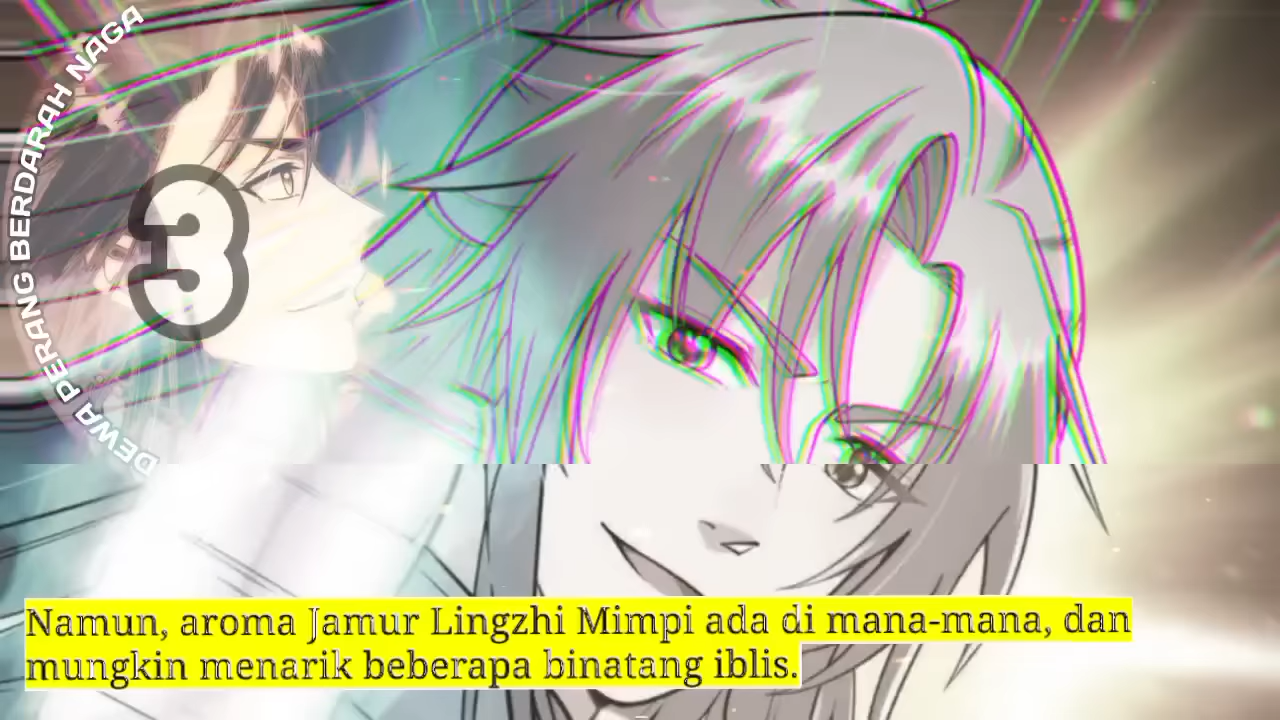 DEWA PERANG BERDARAH NAGA
3
Namun, aroma Jamur Lingzhi Mimpi ada di mana-mana, dan
mungkin menarik beberapa binatang iblis.